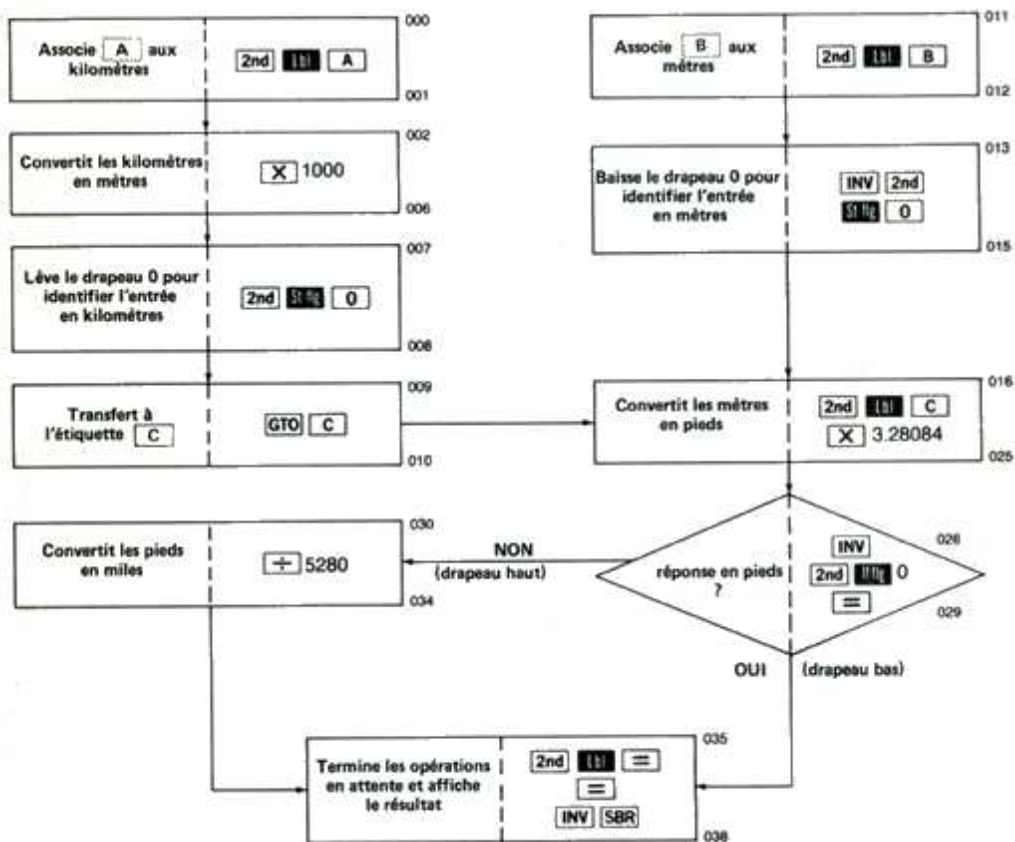 000
Associe A aux
kilomètres
2nd Lbl A
001
002
Convertit les kilomètres
en mètres
X 1000
006
007
Lève le drapeau 0 pour
identifier l'entrée
en kilomètres
2nd St flg 0
008
009
Transfert à
l'étiquette C
GTO C
010
011
Associe B aux
mètres
2nd Lbl B
012
013
Baisse le drapeau 0 pour
identifier l'entrée
en mètres
INV 2nd
St flg 0
015
016
Convertit les mètres
en pieds
2nd Lbl C
X 3.28084
025
026
réponse en pieds
?
INV
2nd If flg 0
=
029
NON
(drapeau haut)
OUI (drapeau bas)
030
Convertit les pieds
en miles
÷ 5280
034
035
Termine les opérations
en attente et affiche
le résultat
2nd Lbl =
=
INV SBR
038